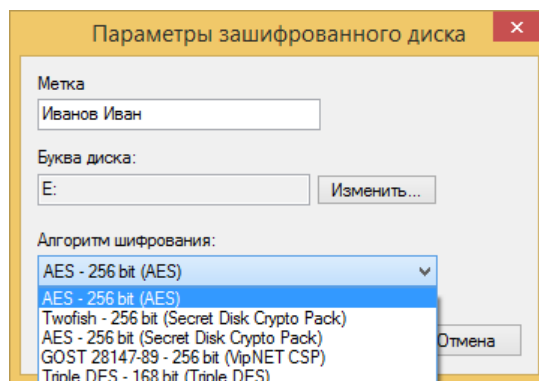 Параметры зашифрованного диска
Метка
Иванов Иван
Буква диска:
E:
Изменить...
Алгоритм шифрования:
AES - 256 bit (AES)
AES - 256 bit (AES)
Twofish - 256 bit (Secret Disk Crypto Pack)
AES - 256 bit (Secret Disk Crypto Pack)
GOST 28147-89 - 256 bit (VipNET CSP)
Triple DES - 168 bit (Triple DES)
Отмена